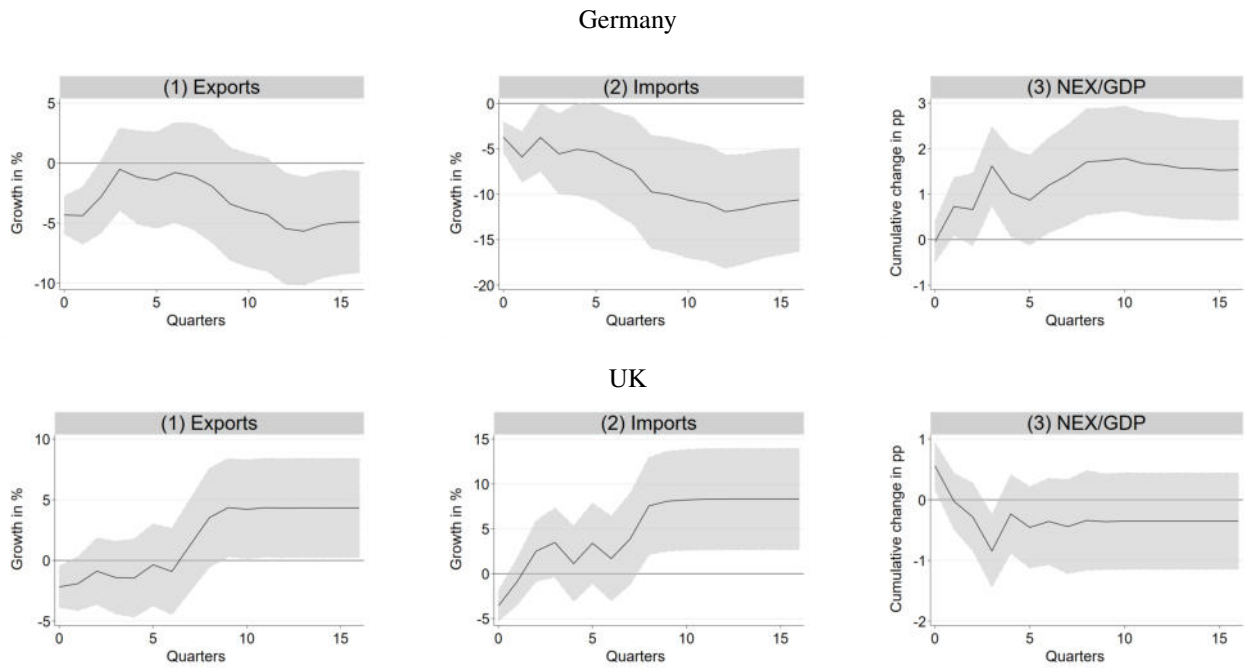 Germany
(1) Exports
(2) Imports
(3) NEX/GDP
Growth in %
5
0
-5
-10
0
5
10
15
Quarters
Growth in %
0
-5
-10
-15
-20
0
5
10
15
Quarters
Cumulative change in pp
3
2
1
0
-1
0
5
10
15
Quarters
UK
(1) Exports
(2) Imports
(3) NEX/GDP
Growth in %
10
5
0
-5
0
5
10
15
Quarters
Growth in %
15
10
5
0
-5
0
5
10
15
Quarters
Cumulative change in pp
1
0
-1
-2
0
5
10
15
Quarters